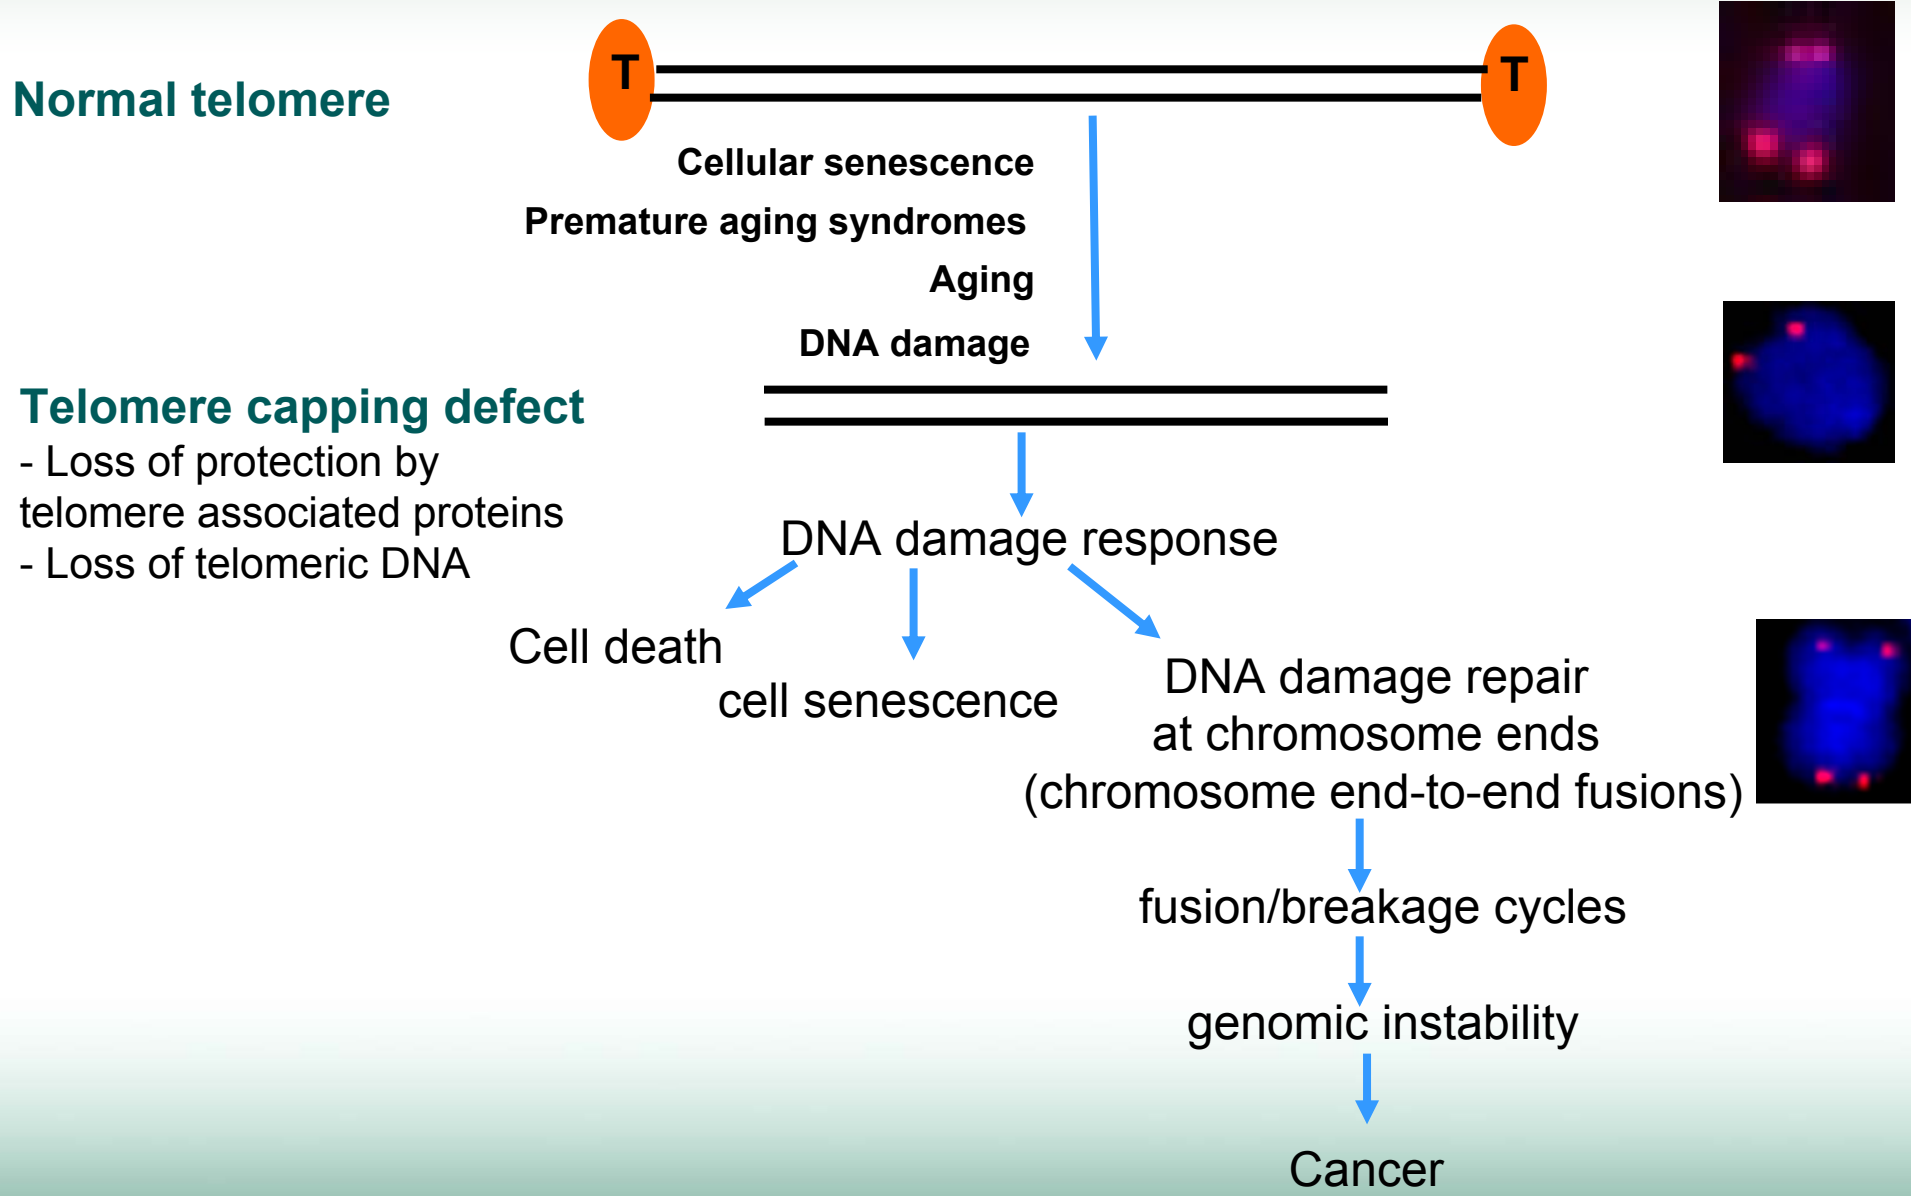 T
T
Normal telomere
Cellular senescence
Premature aging syndromes
Aging
DNA damage
Telomere capping defect
- Loss of protection by
telomere associated proteins
- Loss of telomeric DNA
DNA damage response
Cell death
cell senescence
DNA damage repair
at chromosome ends
(chromosome end-to-end fusions)
fusion/breakage cycles
genomic instability
Cancer